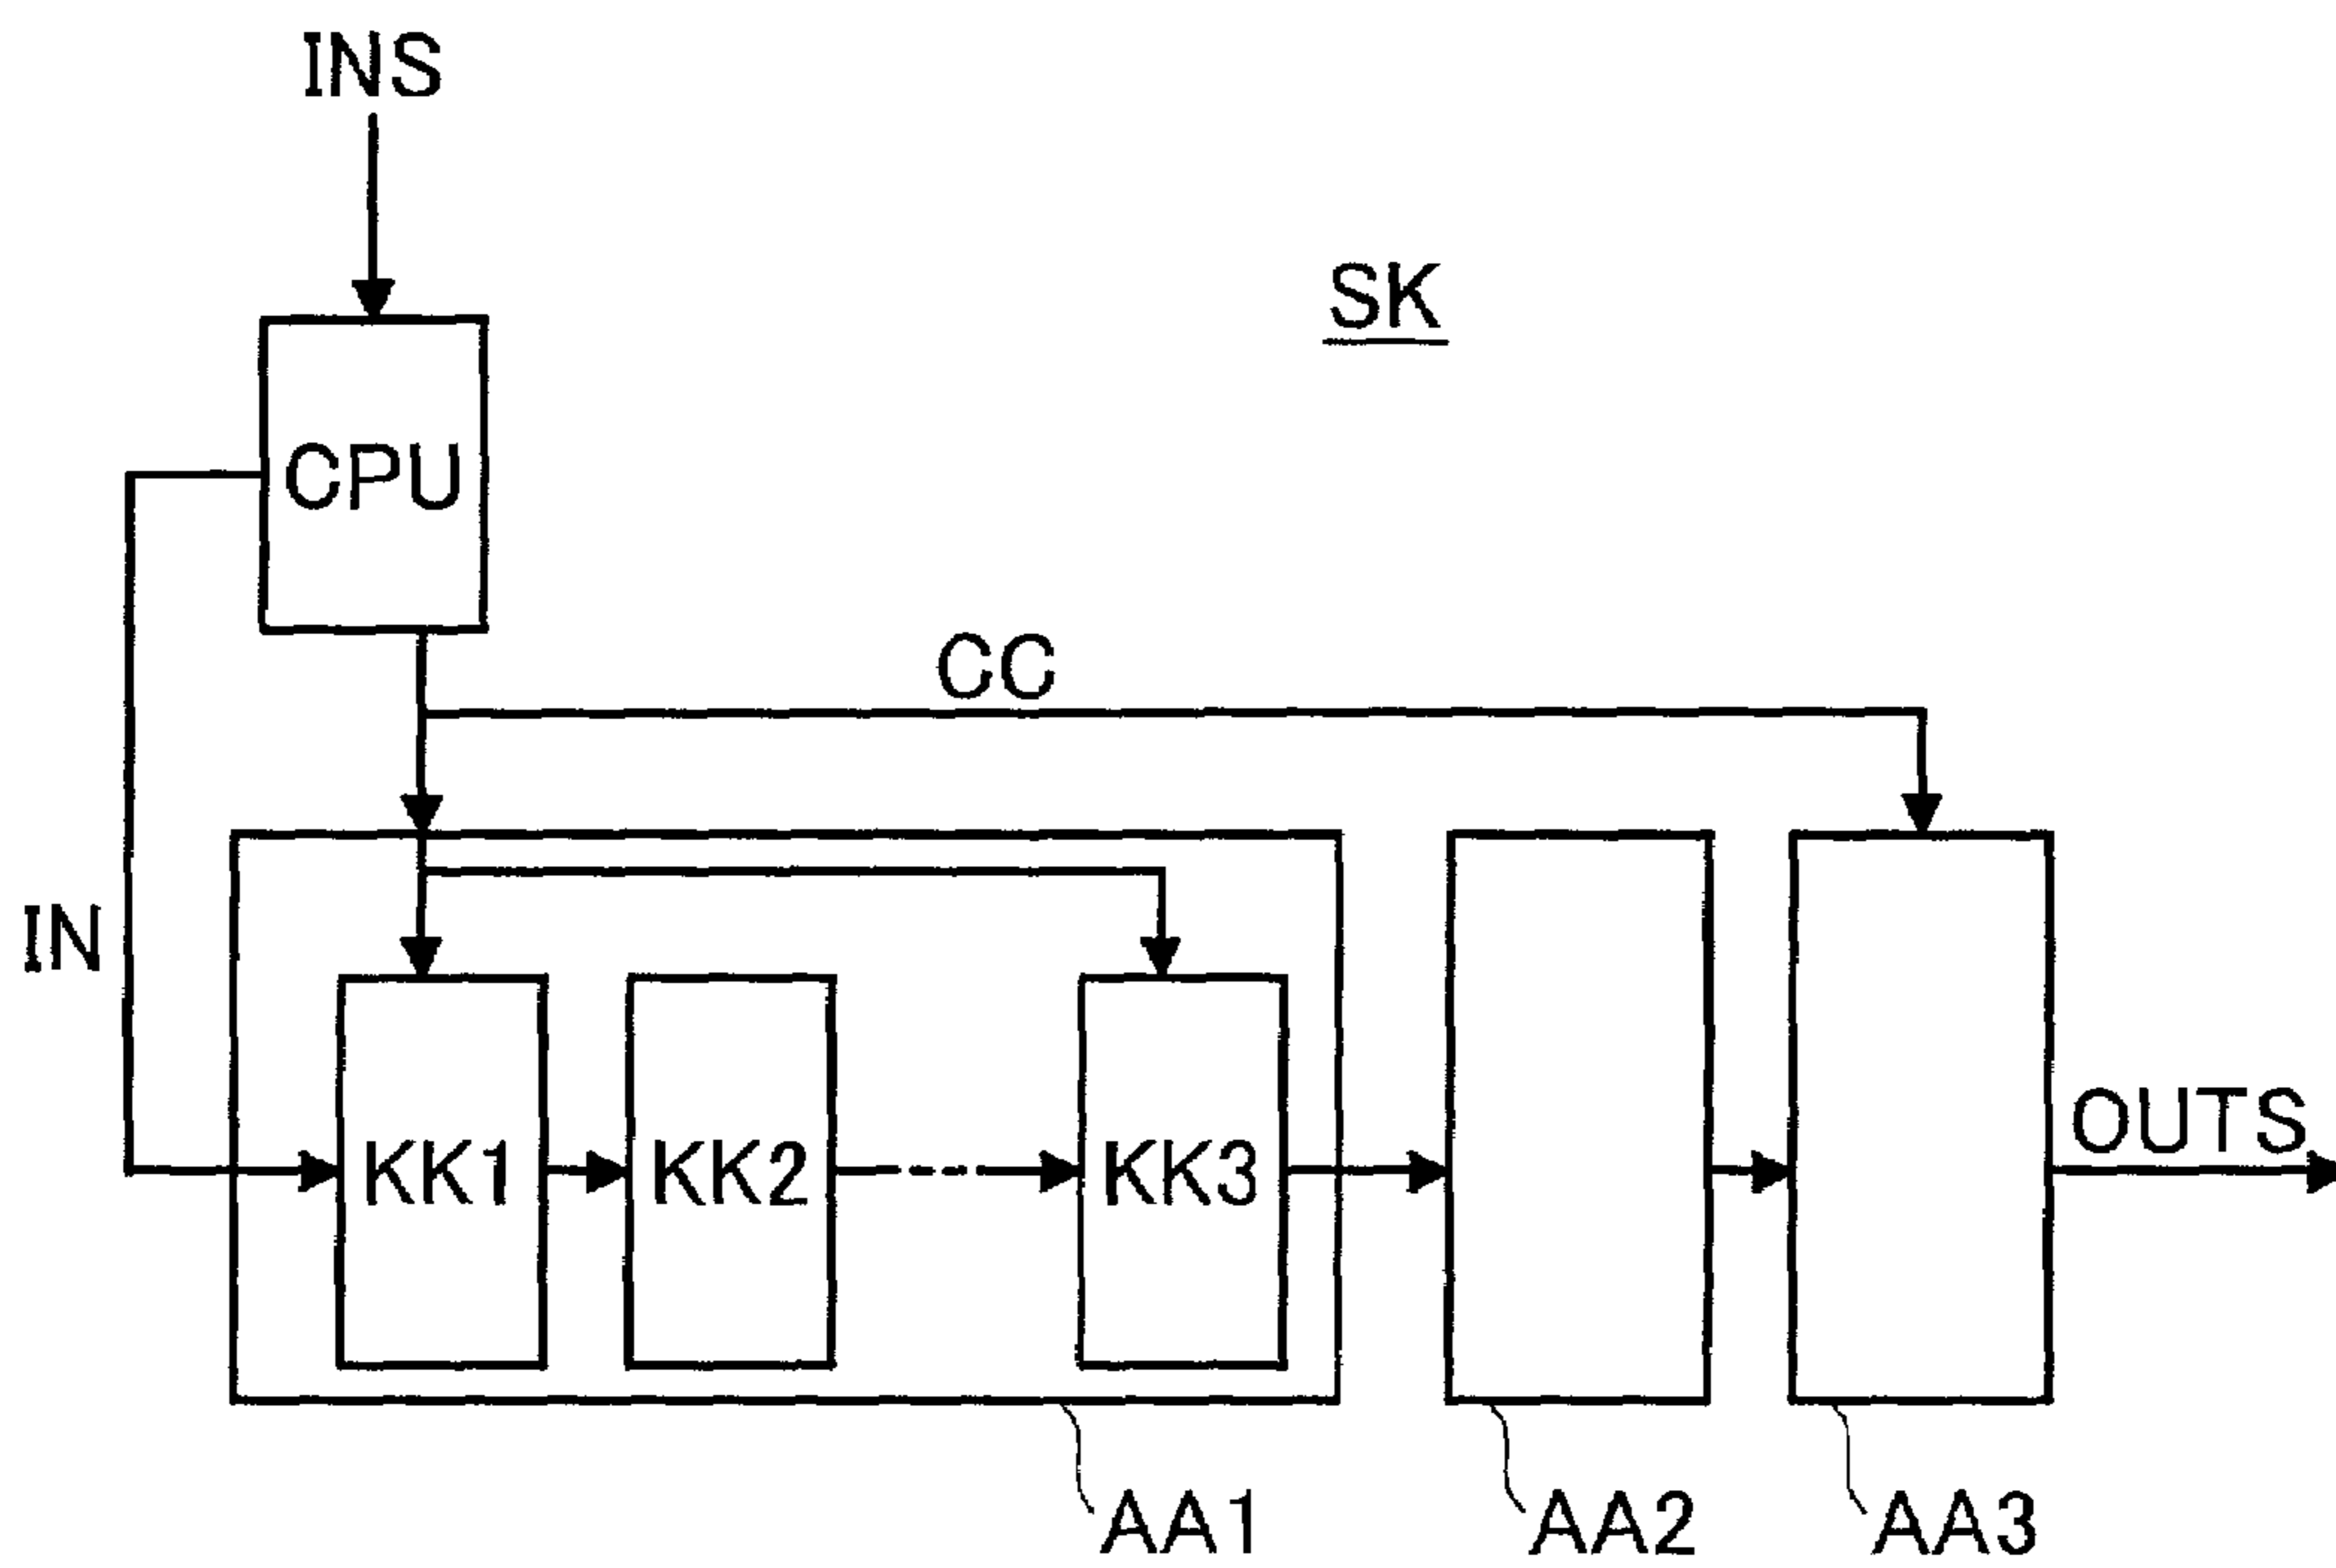 INS
SK
CPU
CC
IN
KK1
KK2
KK3
OUTS
AA1
AA2
AA3